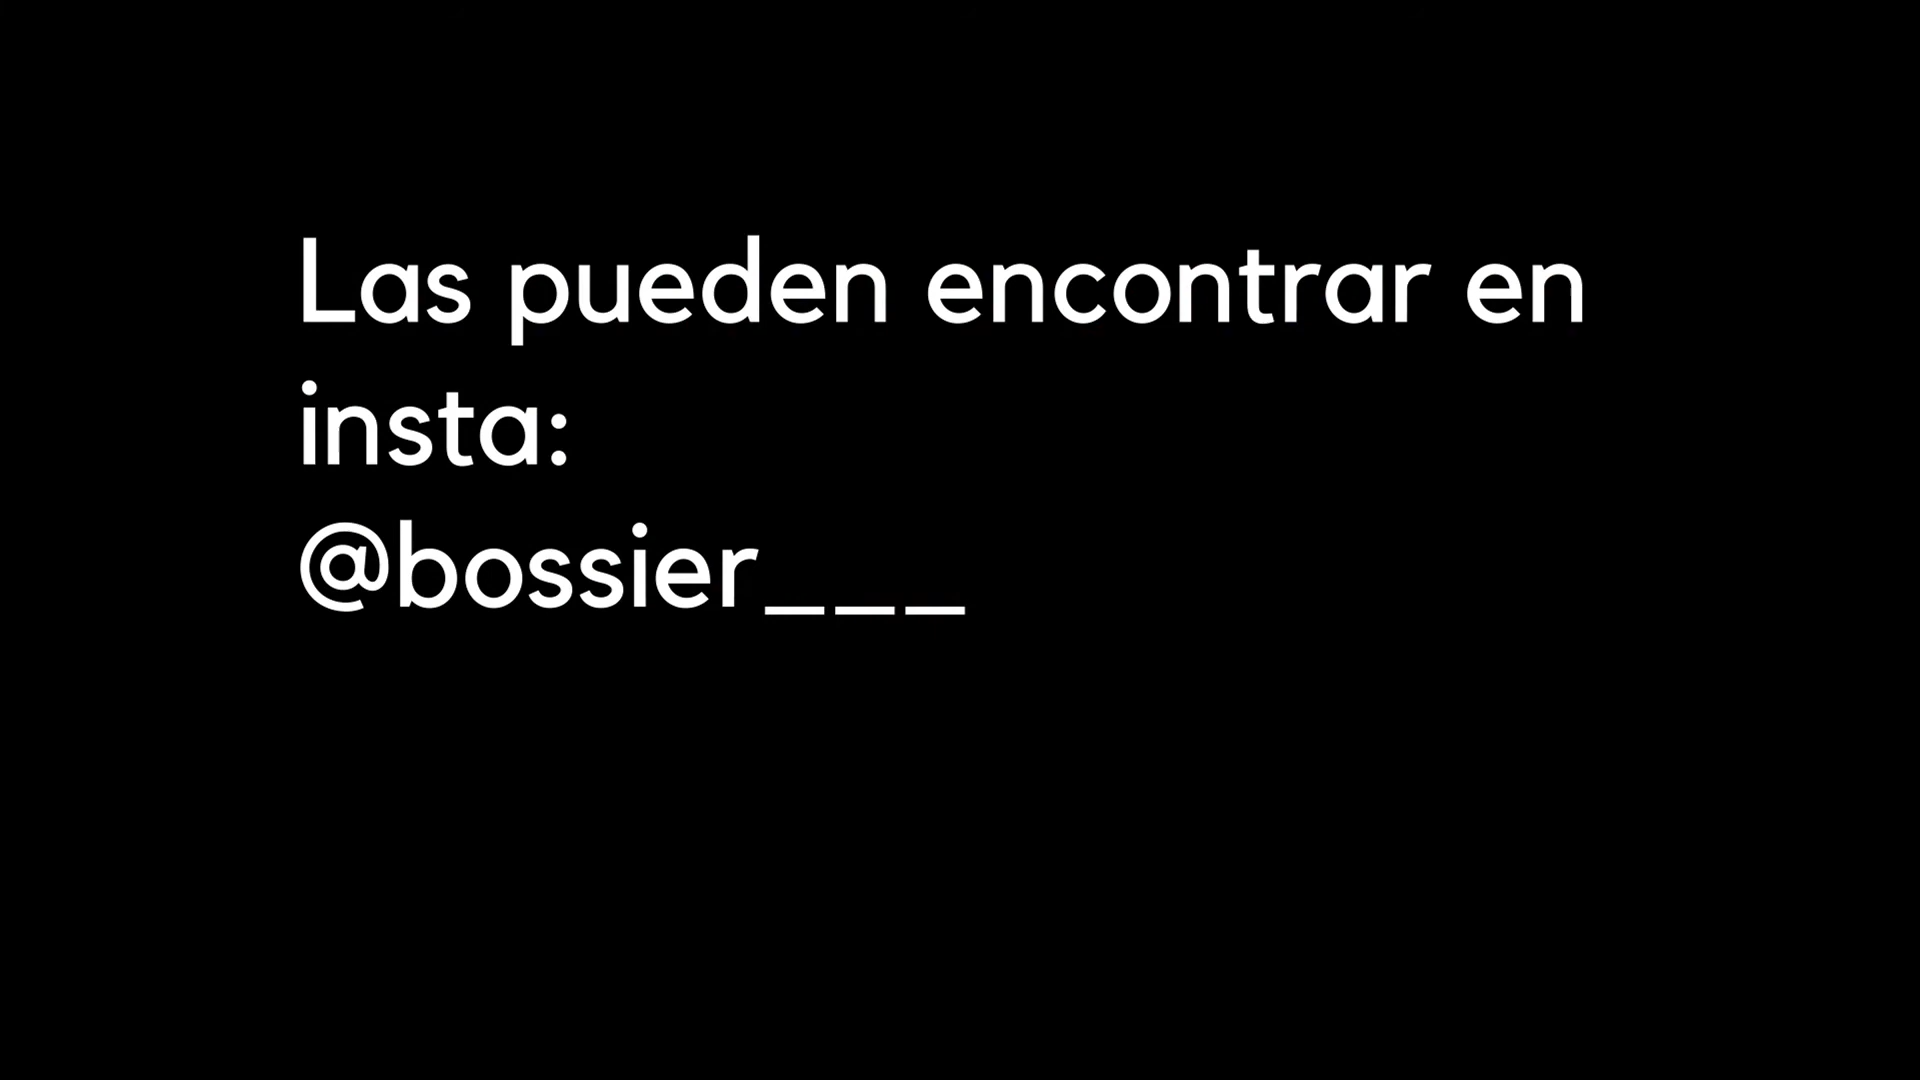 Las pueden encontrar en
insta:
@bossier___